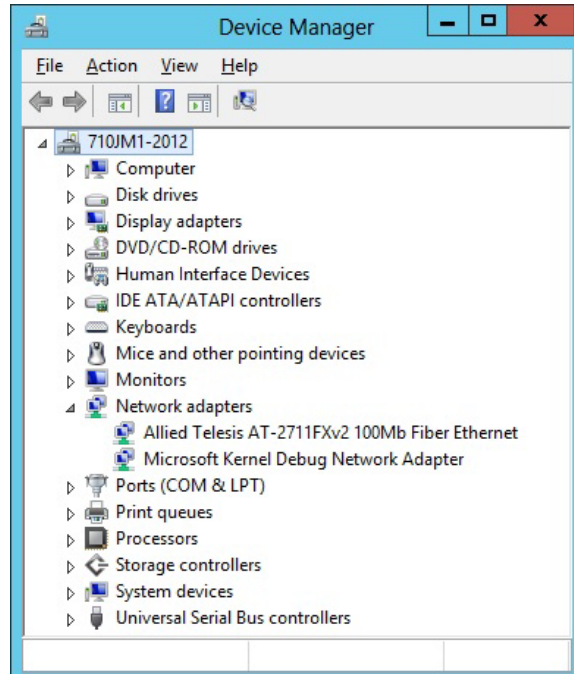 Device Manager
File Action View Help
710JM1-2012
Computer
Disk drives
Display adapters
DVD/CD-ROM drives
Human Interface Devices
IDE ATA/ATAPI controllers
Keyboards
Mice and other pointing devices
Monitors
Network adapters
Allied Telesis AT-2711FXv2 100Mb Fiber Ethernet
Microsoft Kernel Debug Network Adapter
Ports (COM & LPT)
Print queues
Processors
Storage controllers
System devices
Universal Serial Bus controllers